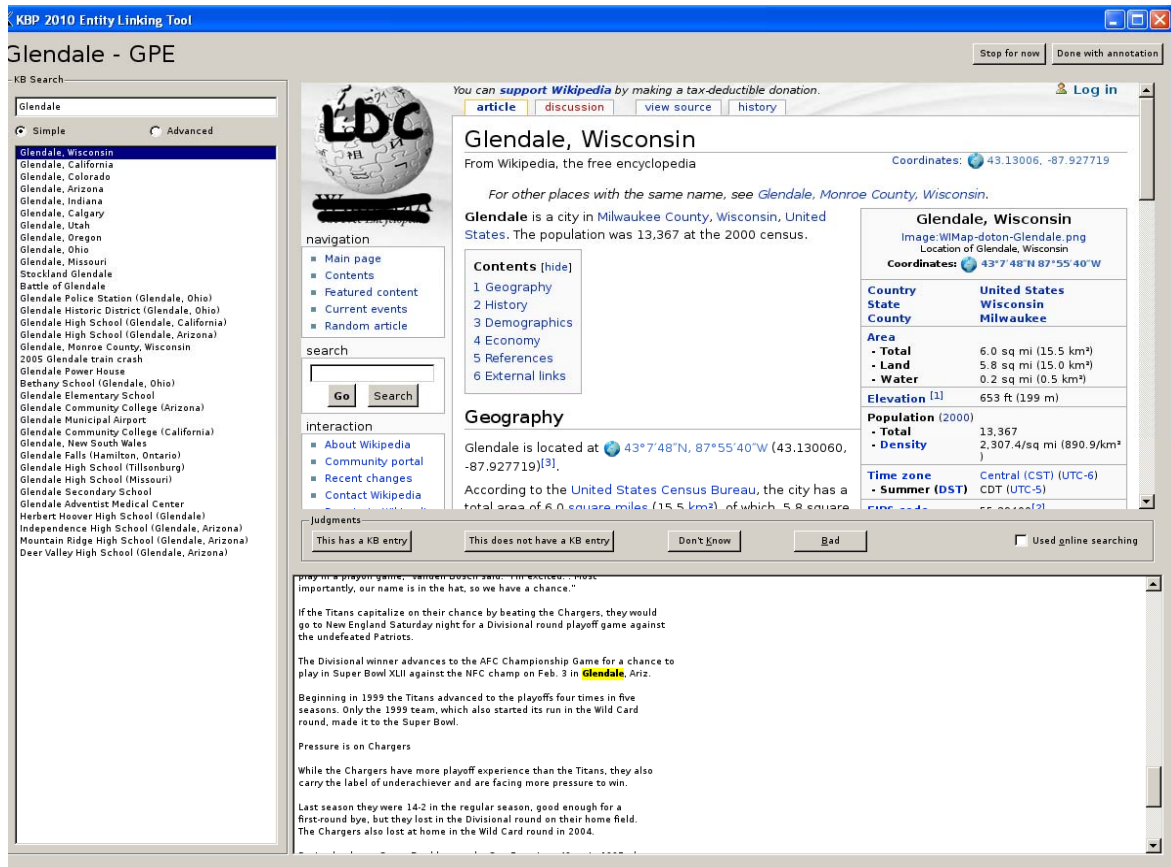 KBP 2010 Entity Linking Tool
Glendale - GPE
Stop for now
Done with annotation
KB Search
Glendale
Simple
Advanced
Glendale, Wisconsin
Glendale, California
Glendale, Colorado
Glendale, Arizona
Glendale, Indiana
Glendale, Calgary
Glendale, Utah
Glendale, Oregon
Glendale, Ohio
Glendale, Missouri
Stockland Glendale
Battle of Glendale
Glendale Police Station (Glendale, Ohio)
Glendale Historic District (Glendale, Ohio)
Glendale High School (Glendale, California)
Glendale High School (Glendale, Arizona)
Glendale, Monroe County, Wisconsin
2005 Glendale train crash
Glendale Power House
Bethany School (Glendale, Ohio)
Glendale Elementary School
Glendale Community College (Arizona)
Glendale Municipal Airport
Glendale Community College (California)
Glendale, New South Wales
Glendale Falls (Hamilton, Ontario)
Glendale High School (Tillsonburg)
Glendale High School (Missouri)
Glendale Secondary School
Glendale Adventist Medical Center
Herbert Hoover High School (Glendale)
Independence High School (Glendale, Arizona)
Mountain Ridge High School (Glendale, Arizona)
Deer Valley High School (Glendale, Arizona)
LDC
navigation
Main page
Contents
Featured content
Current events
Random article
search
Go
Search
interaction
About Wikipedia
Community portal
Recent changes
Contact Wikipedia
You can support Wikipedia by making a tax-deductible donation.
Log in
article
discussion
view source
history
Glendale, Wisconsin
From Wikipedia, the free encyclopedia
Coordinates: 43.13006, -87.927719
For other places with the same name, see Glendale, Monroe County, Wisconsin.
Glendale is a city in Milwaukee County, Wisconsin, United
States. The population was 13,367 at the 2000 census.
Contents [hide]
1 Geography
2 History
3 Demographics
4 Economy
5 References
6 External links
Geography
Glendale is located at 43°7′48″N, 87°55′40″W (43.130060,
-87.927719)[3].
According to the United States Census Bureau, the city has a
total area of 6.0 square miles (15.5 km²), of which, 5.8 square
Glendale, Wisconsin
Image:WIMap-doton-Glendale.png
Location of Glendale, Wisconsin
Coordinates: 43°7′48″N 87°55′40″W
Country United States
State Wisconsin
County Milwaukee
Area
- Total 6.0 sq mi (15.5 km²)
- Land 5.8 sq mi (15.0 km²)
- Water 0.2 sq mi (0.5 km²)
Elevation [1] 653 ft (199 m)
Population (2000)
- Total 13,367
- Density 2,307.4/sq mi (890.9/km²
)
Time zone Central (CST) (UTC-6)
- Summer (DST) CDT (UTC-5)
Judgments
This has a KB entry
This does not have a KB entry
Don't Know
Bad
Used online searching
play in a playoff game," Vanden Bosch said. "I'm excited. . Most
importantly, our name is in the hat, so we have a chance."
If the Titans capitalize on their chance by beating the Chargers, they would
go to New England Saturday night for a Divisional round playoff game against
the undefeated Patriots.
The Divisional winner advances to the AFC Championship Game for a chance to
play in Super Bowl XLII against the NFC champ on Feb. 3 in Glendale, Ariz.
Beginning in 1999 the Titans advanced to the playoffs four times in five
seasons. Only the 1999 team, which also started its run in the Wild Card
round, made it to the Super Bowl.
Pressure is on Chargers
While the Chargers have more playoff experience than the Titans, they also
carry the label of underachiever and are facing more pressure to win.
Last season they were 14-2 in the regular season, good enough for a
first-round bye, but they lost in the Divisional round on their home field.
The Chargers also lost at home in the Wild Card round in 2004.